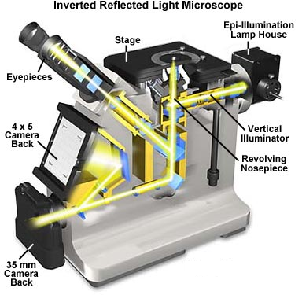 Inverted Reflected Light Microscope
Epi-Illumination
Lamp House
Stage
Eyepieces
4 x 5
Camera
Back
Vertical
Illuminator
Revolving
Nosepiece
35 mm
Camera
Back